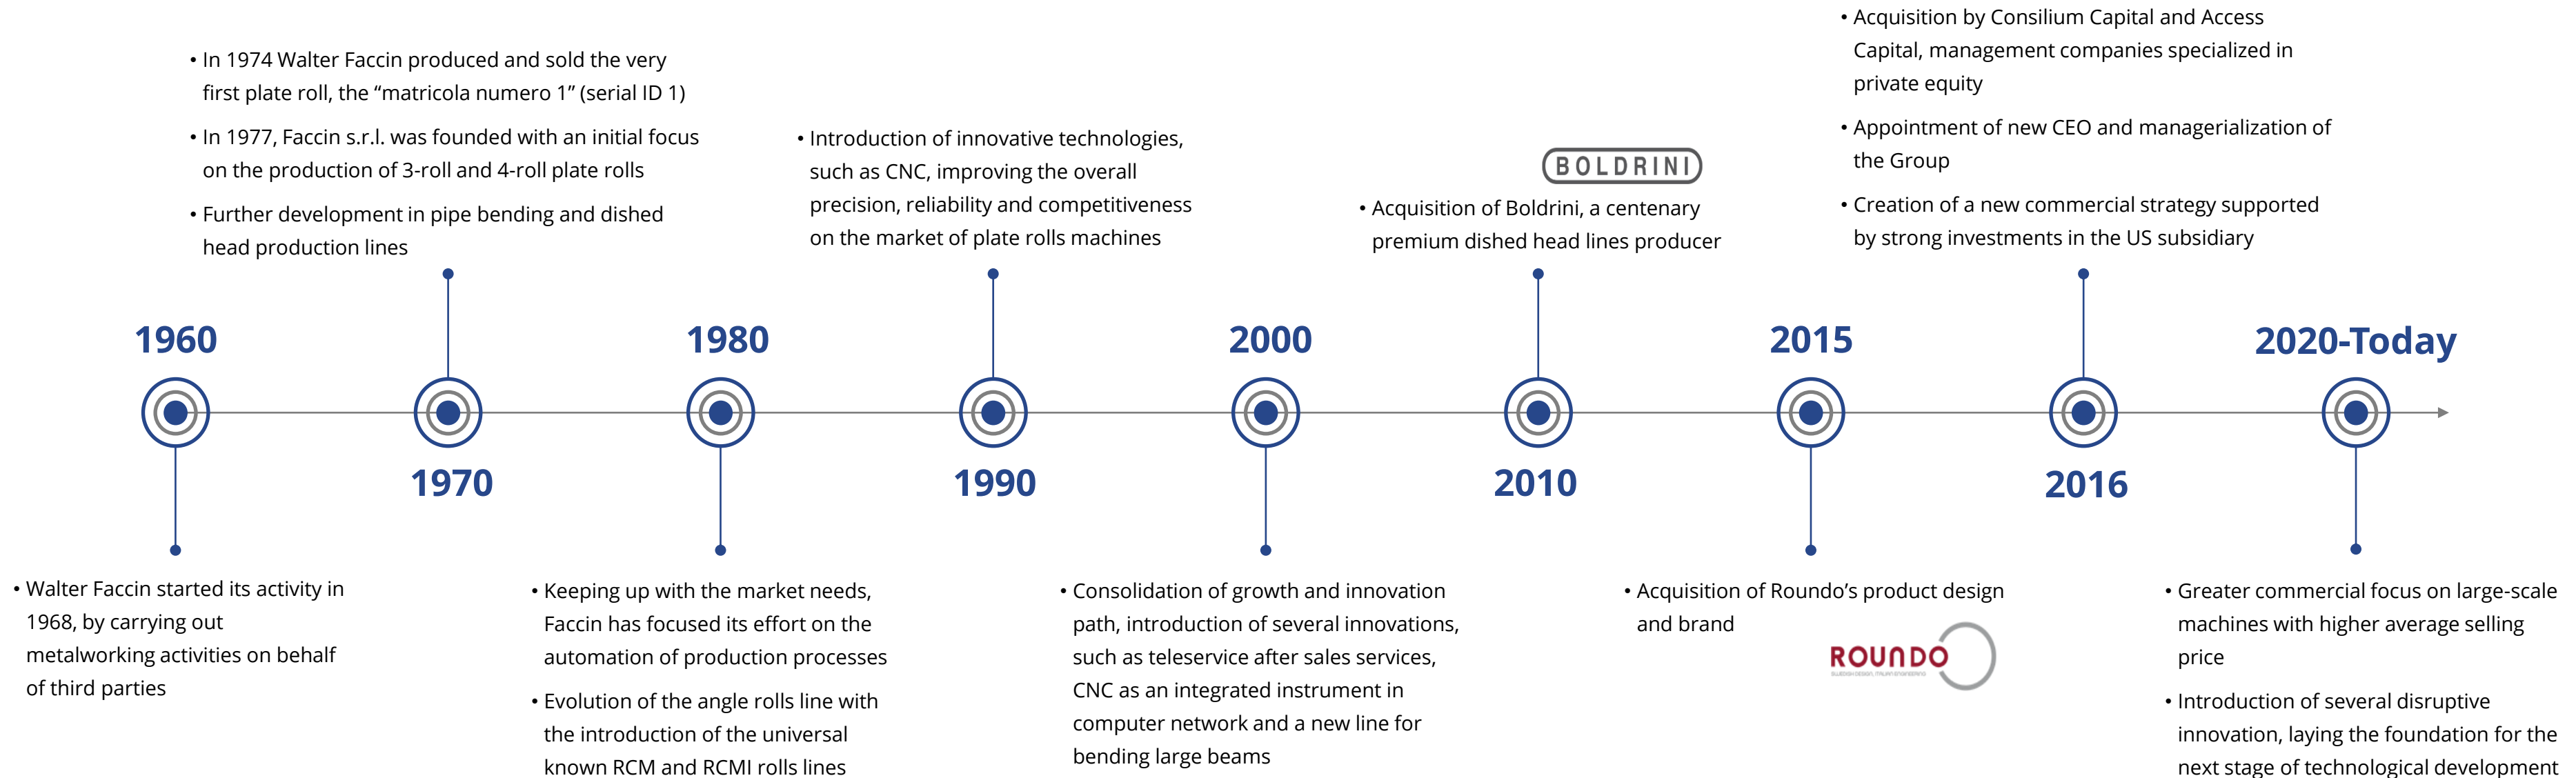 • In 1974 Walter Faccin produced and sold the very
first plate roll, the “matricola numero 1” (serial ID 1)
• In 1977, Faccin s.r.l. was founded with an initial focus
on the production of 3-roll and 4-roll plate rolls
• Further development in pipe bending and dished
head production lines
• Introduction of innovative technologies,
such as CNC, improving the overall
precision, reliability and competitiveness
on the market of plate rolls machines
BOLDRINI
• Acquisition of Boldrini, a centenary
premium dished head lines producer
• Acquisition by Consilium Capital and Access
Capital, management companies specialized in
private equity
• Appointment of new CEO and managerialization of
the Group
• Creation of a new commercial strategy supported
by strong investments in the US subsidiary
1960
1970
1980
1990
2000
2010
2015
2016
2020-Today
• Walter Faccin started its activity in
1968, by carrying out
metalworking activities on behalf
of third parties
• Keeping up with the market needs,
Faccin has focused its effort on the
automation of production processes
• Evolution of the angle rolls line with
the introduction of the universal
known RCM and RCMI rolls lines
• Consolidation of growth and innovation
path, introduction of several innovations,
such as teleservice after sales services,
CNC as an integrated instrument in
computer network and a new line for
bending large beams
• Acquisition of Roundo’s product design
and brand
ROUNDO
SWEDISH DESIGN, ITALIAN ENGINEERING
• Greater commercial focus on large-scale
machines with higher average selling
price
• Introduction of several disruptive
innovation, laying the foundation for the
next stage of technological development